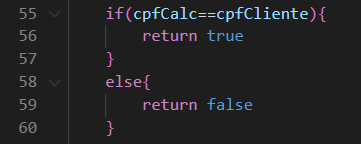 55 if(cpfCalc==cpfCliente){
56 return true
57 }
58 else{
59 return false
60 }